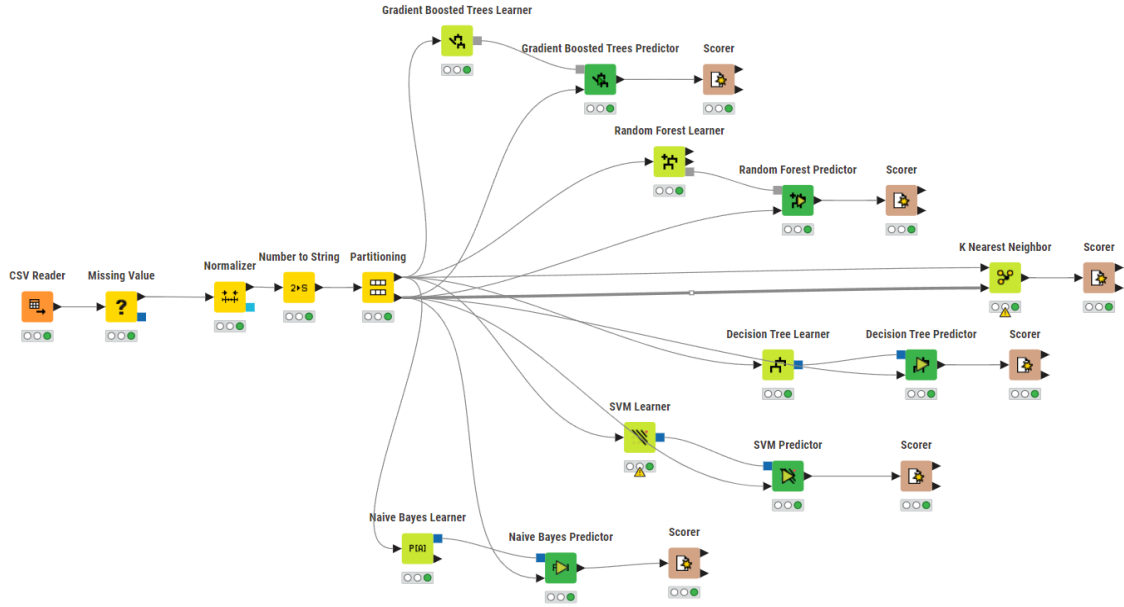 Gradient Boosted Trees Learner
Gradient Boosted Trees Predictor
Scorer
Random Forest Learner
Random Forest Predictor
Scorer
K Nearest Neighbor
Scorer
CSV Reader
Missing Value
Normalizer
Number to String
Partitioning
?
2▸S
Decision Tree Learner
Decision Tree Predictor
Scorer
SVM Learner
SVM Predictor
Scorer
Naive Bayes Learner
P[A]
Naive Bayes Predictor
Scorer